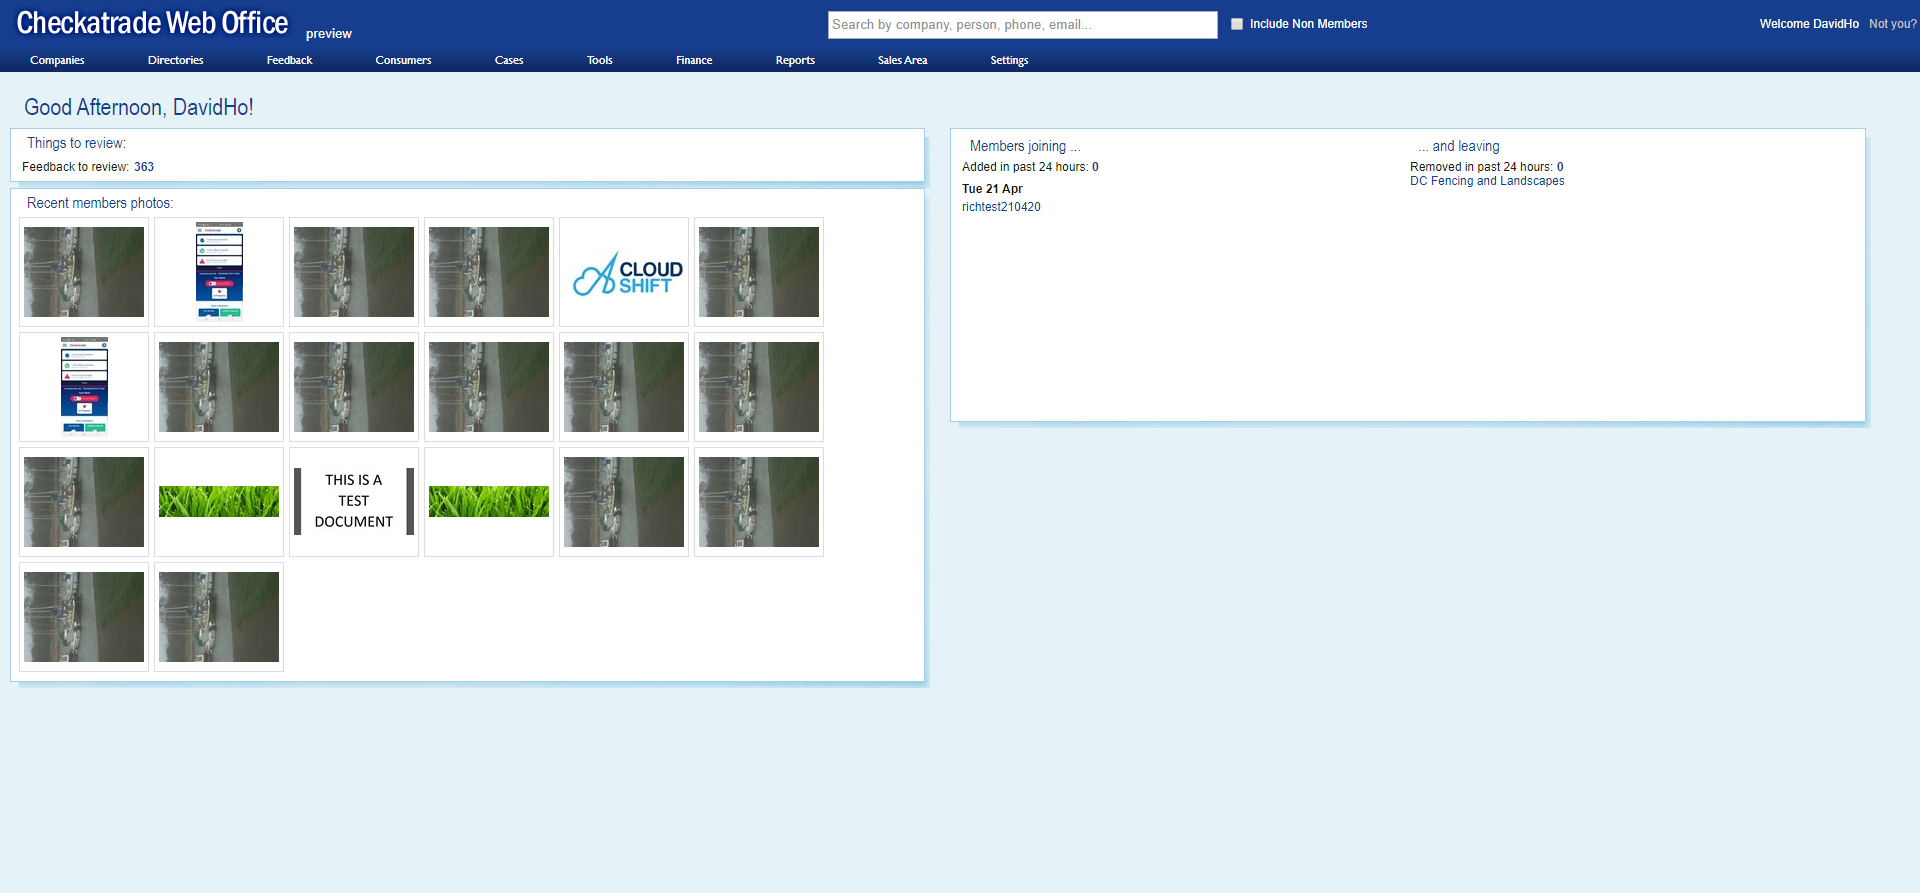 Checkatrade Web Office preview
Search by company, person, phone, email...
Include Non Members
Welcome DavidHo Not you?
Companies Directories Feedback Consumers Cases Tools Finance Reports Sales Area Settings
Good Afternoon, DavidHo!
Things to review:
Feedback to review: 363
Recent members photos:
CLOUD
SHIFT
THIS IS A
TEST
DOCUMENT
Members joining ...
Added in past 24 hours: 0
Tue 21 Apr
richtest210420
... and leaving
Removed in past 24 hours: 0
DC Fencing and Landscapes